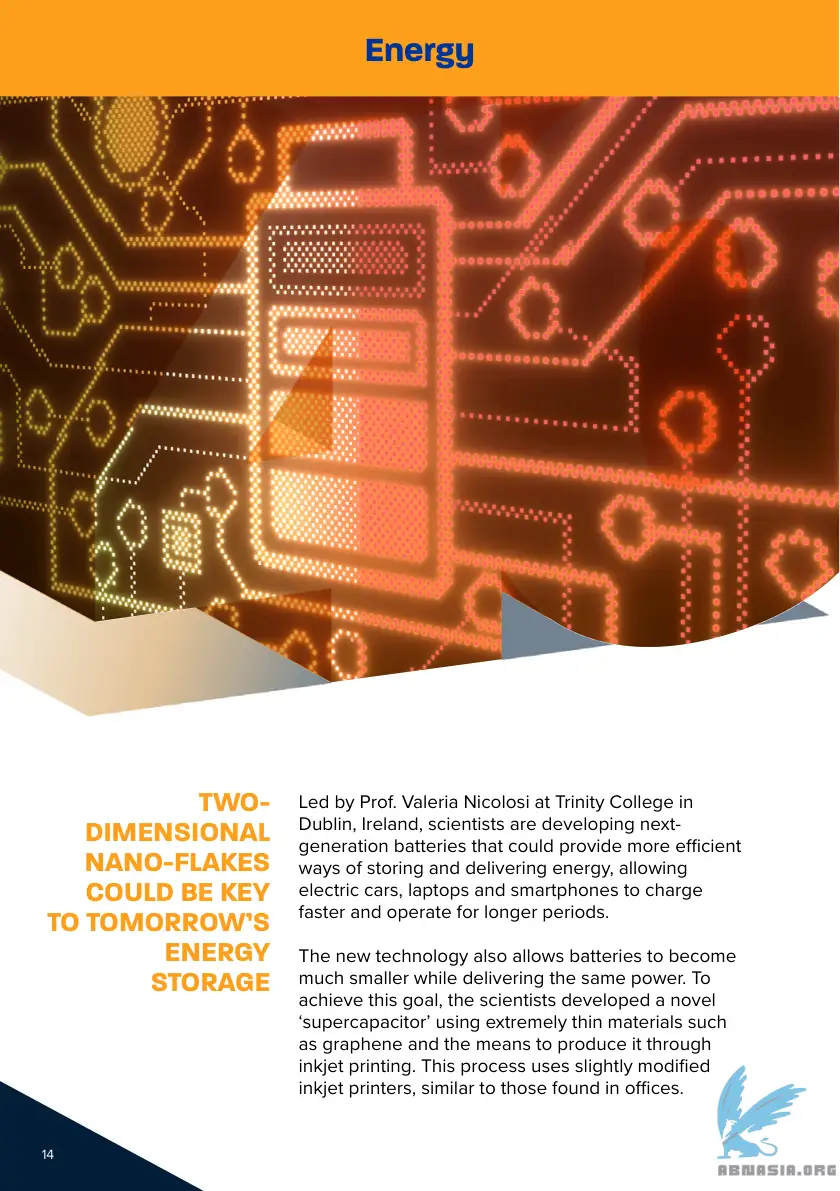 Energy
TWO-
DIMENSIONAL
NANO-FLAKES
COULD BE KEY
TO TOMORROW’S
ENERGY
STORAGE
Led by Prof. Valeria Nicolosi at Trinity College in
Dublin, Ireland, scientists are developing next-
generation batteries that could provide more efficient
ways of storing and delivering energy, allowing
electric cars, laptops and smartphones to charge
faster and operate for longer periods.
The new technology also allows batteries to become
much smaller while delivering the same power. To
achieve this goal, the scientists developed a novel
‘supercapacitor’ using extremely thin materials such
as graphene and the means to produce it through
inkjet printing. This process uses slightly modified
inkjet printers, similar to those found in offices.
14
ABNASIA.ORG